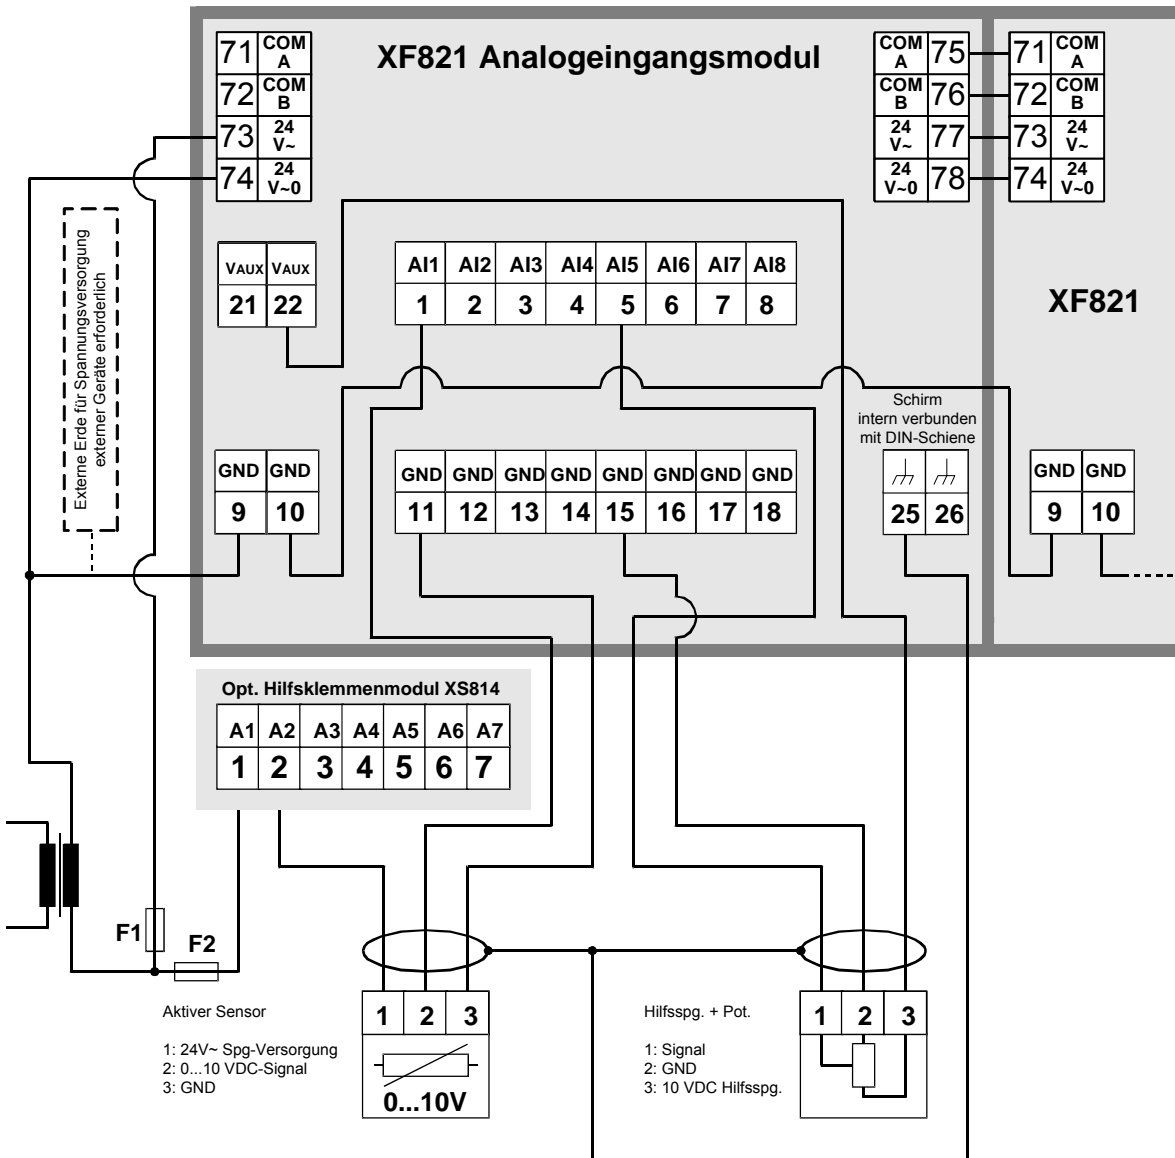 XF821 Analogeingangsmodul
71 COM A
72 COM B
73 24 V~
74 24 V~0
COM A 75
COM B 76
24 V~ 77
24 V~0 78
71 COM A
72 COM B
73 24 V~
74 24 V~0
Externe Erde für Spannungsversorgung
externer Geräte erforderlich
VAUX VAUX
21 22
AI1 AI2 AI3 AI4 AI5 AI6 AI7 AI8
1 2 3 4 5 6 7 8
XF821
Schirm
intern verbunden
mit DIN-Schiene
GND GND
9 10
GND GND GND GND GND GND GND GND
11 12 13 14 15 16 17 18
25 26
GND GND
9 10
Opt. Hilfsklemmenmodul XS814
A1 A2 A3 A4 A5 A6 A7
1 2 3 4 5 6 7
F1
F2
Aktiver Sensor
1: 24V~ Spg-Versorgung
2: 0...10 VDC-Signal
3: GND
1 2 3
0...10V
Hilfsspg. + Pot.
1: Signal
2: GND
3: 10 VDC Hilfsspg.
1 2 3